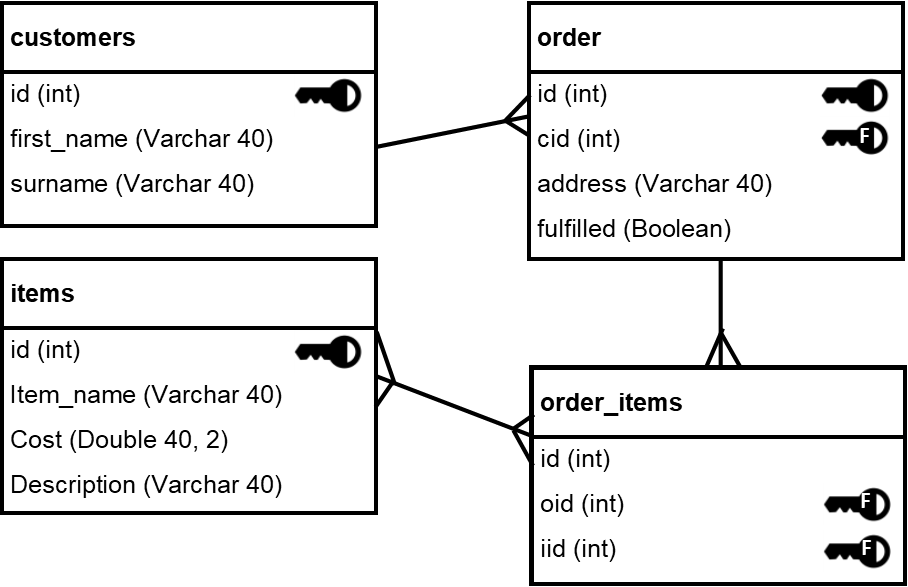 customers
id (int)
first_name (Varchar 40)
surname (Varchar 40)
order
id (int)
cid (int)
F
address (Varchar 40)
fulfilled (Boolean)
items
id (int)
Item_name (Varchar 40)
Cost (Double 40, 2)
Description (Varchar 40)
order_items
id (int)
oid (int)
F
iid (int)
F